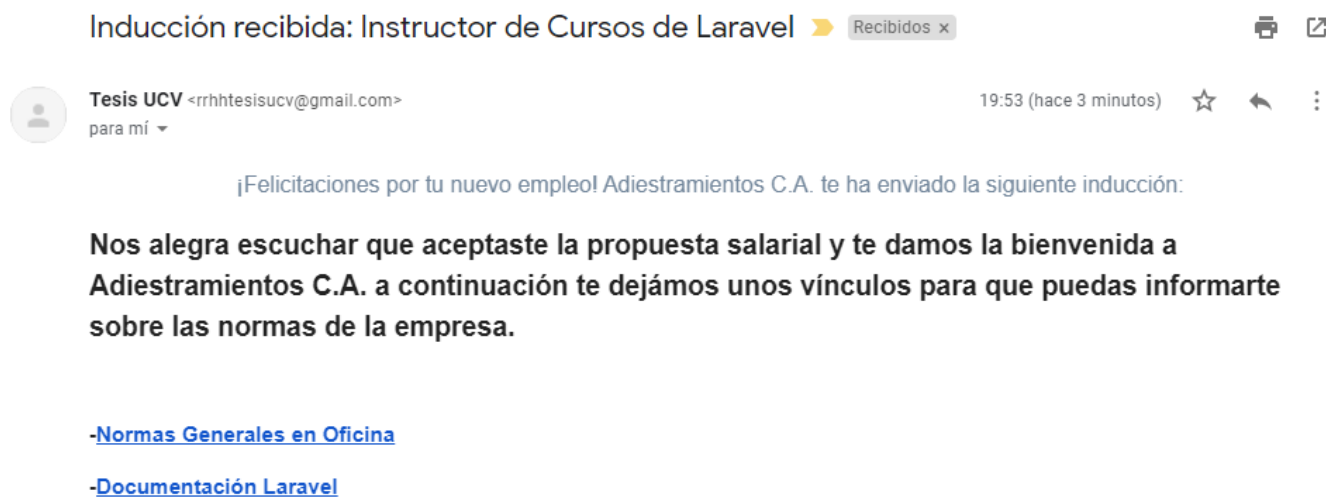 Inducción recibida: Instructor de Cursos de Laravel Recibidos x
Tesis UCV <rrhhtesisucv@gmail.com> 19:53 (hace 3 minutos)
para mí
¡Felicitaciones por tu nuevo empleo! Adiestramientos C.A. te ha enviado la siguiente inducción:
Nos alegra escuchar que aceptaste la propuesta salarial y te damos la bienvenida a
Adiestramientos C.A. a continuación te dejámos unos vínculos para que puedas informarte
sobre las normas de la empresa.
-Normas Generales en Oficina
-Documentación Laravel